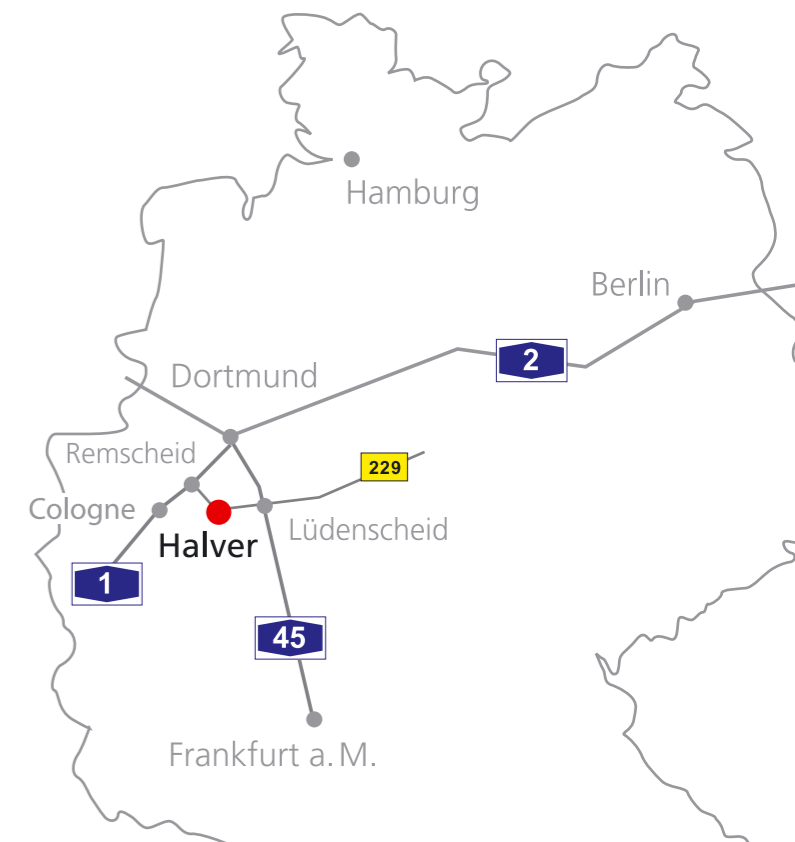 Hamburg
Berlin
2
Dortmund
Remscheid
229
Cologne
Lüdenscheid
Halver
1
45
Frankfurt a. M.